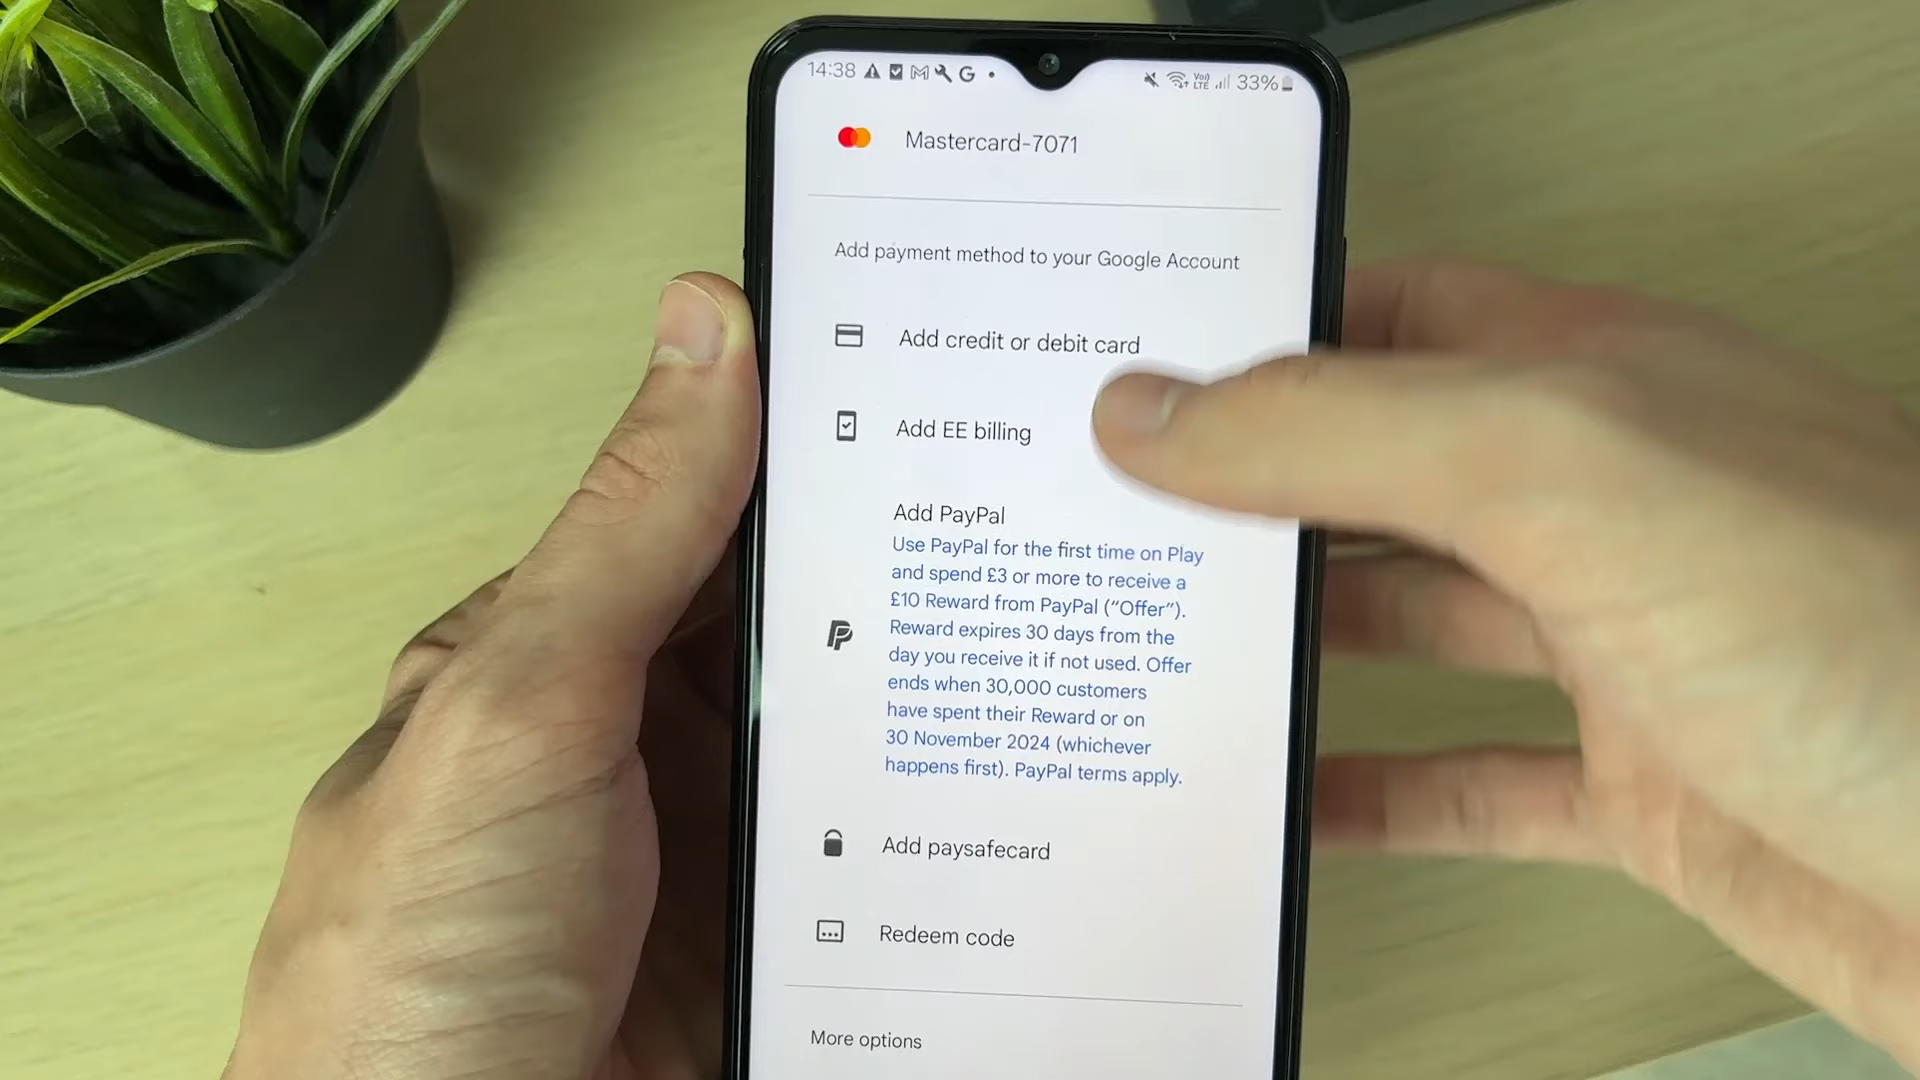 14:38 33%
Mastercard-7071
Add payment method to your Google Account
Add credit or debit card
Add EE billing
Add PayPal
Use PayPal for the first time on Play
and spend £3 or more to receive a
£10 Reward from PayPal (“Offer”).
Reward expires 30 days from the
day you receive it if not used. Offer
ends when 30,000 customers
have spent their Reward or on
30 November 2024 (whichever
happens first). PayPal terms apply.
Add paysafecard
Redeem code
More options